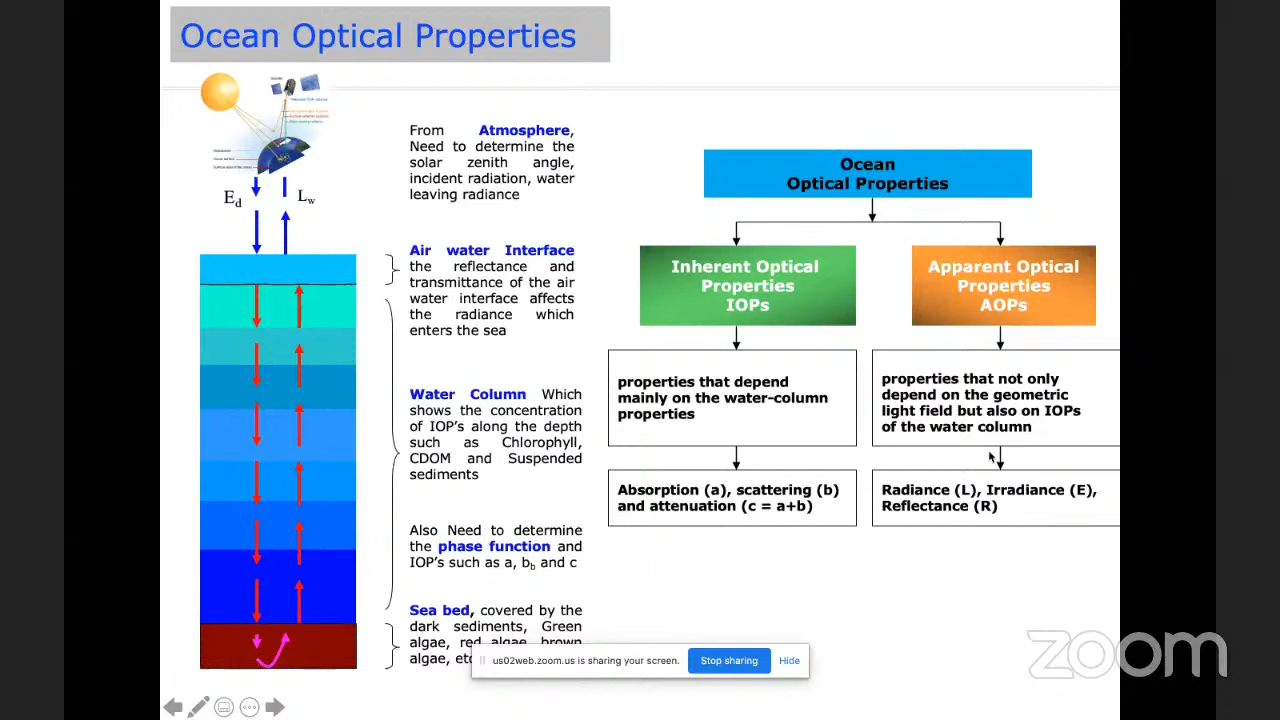 Ocean Optical Properties
E_d
L_w
From Atmosphere,
Need to determine the
solar zenith angle,
incident radiation, water
leaving radiance
Air water Interface
the reflectance and
transmittance of the air
water interface affects
the radiance which
enters the sea
Water Column Which
shows the concentration
of IOP's along the depth
such as Chlorophyll,
CDOM and Suspended
sediments
Also Need to determine
the phase function and
IOP's such as a, b_b and c
Sea bed, covered by the
dark sediments, Green
algae, red algae, brown
algae, etc
Ocean
Optical Properties
Inherent Optical
Properties
IOPs
Apparent Optical
Properties
AOPs
properties that depend
mainly on the water-column
properties
properties that not only
depend on the geometric
light field but also on IOPs
of the water column
Absorption (a), scattering (b)
and attenuation (c = a+b)
Radiance (L), Irradiance (E),
Reflectance (R)
us02web.zoom.us is sharing your screen. Stop sharing Hide
zoom